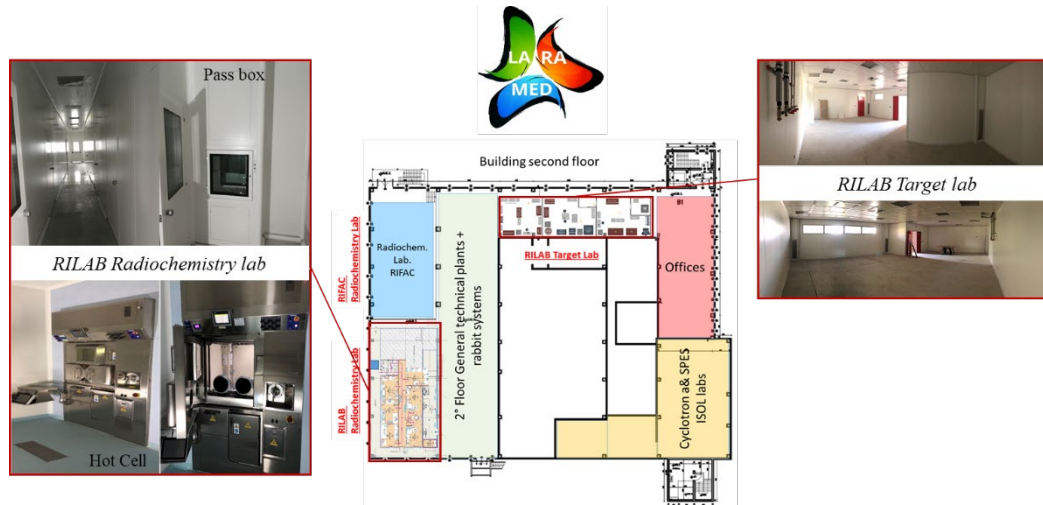 LA RA
MED
Pass box
RILAB Radiochemistry lab
Hot Cell
Building second floor
RIFAC
Radiochemistry Lab
RILAB
Radiochemistry Lab
Radiochem.
Lab.
RIFAC
2° Floor General technical plants +
rabbit systems
RILAB Target Lab
BI
Offices
Cyclotron a& SPES
ISOL labs
RILAB Target lab